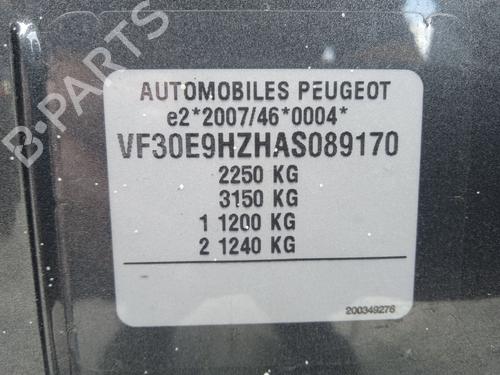 B-PARTS
AUTOMOBILES PEUGEOT
e2*2007/46*0004*
VF30E9HZHAS089170
2250 KG
3150 KG
1 1200 KG
2 1240 KG
200349276